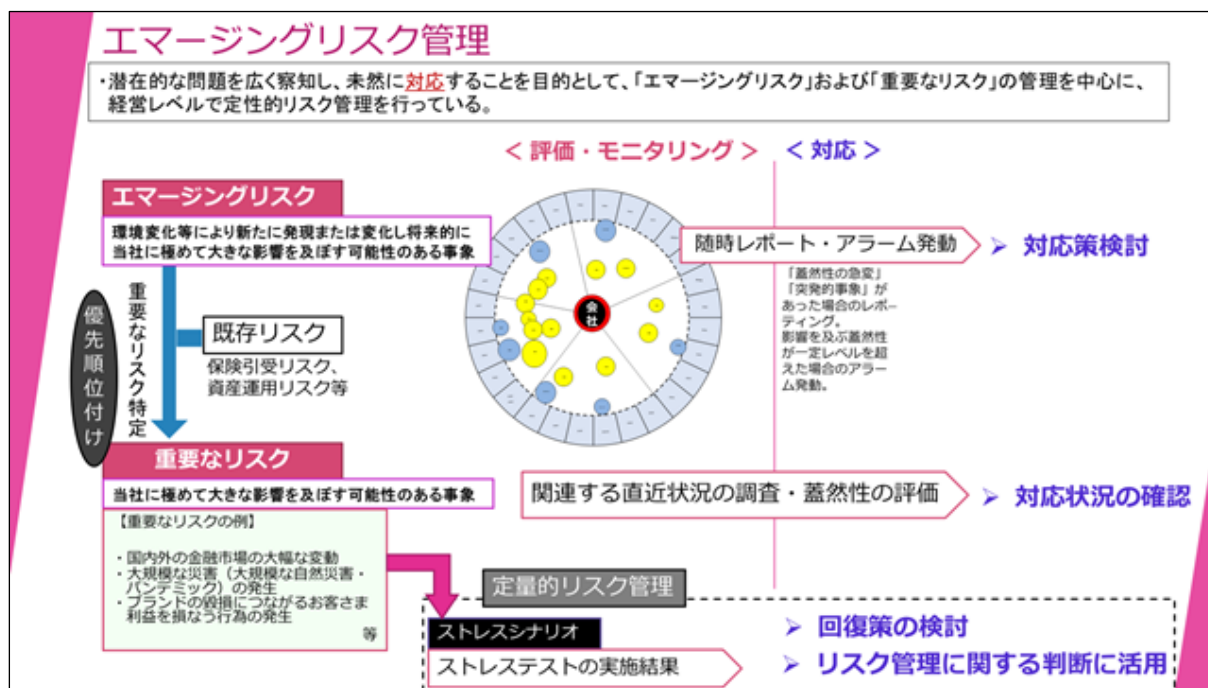 エマージングリスク管理
・潜在的な問題を広く察知し、未然に対応することを目的として、「エマージングリスク」および「重要なリスク」の管理を中心に、
経営レベルで定性的リスク管理を行っている。
＜ 評価・モニタリング ＞
＜ 対応 ＞
エマージングリスク
環境変化等により新たに発現または変化し将来的に
当社に極めて大きな影響を及ぼす可能性のある事象
優先順位付け
重要なリスク特定
既存リスク
保険引受リスク、
資産運用リスク等
会社
随時レポート・アラーム発動
➢ 対応策検討
「蓋然性の急変」
「突発的事象」が
あった場合のレポー
ティング。
影響を及ぶ蓋然性
が一定レベルを超
えた場合のアラー
ム発動。
重要なリスク
当社に極めて大きな影響を及ぼす可能性のある事象
【重要なリスクの例】
・国内外の金融市場の大幅な変動
・大規模な災害（大規模な自然災害・
パンデミック）の発生
・ブランドの毀損につながるお客さま
利益を損なう行為の発生
等
関連する直近状況の調査・蓋然性の評価
➢ 対応状況の確認
定量的リスク管理
ストレスシナリオ
ストレステストの実施結果
➢ 回復策の検討
➢ リスク管理に関する判断に活用